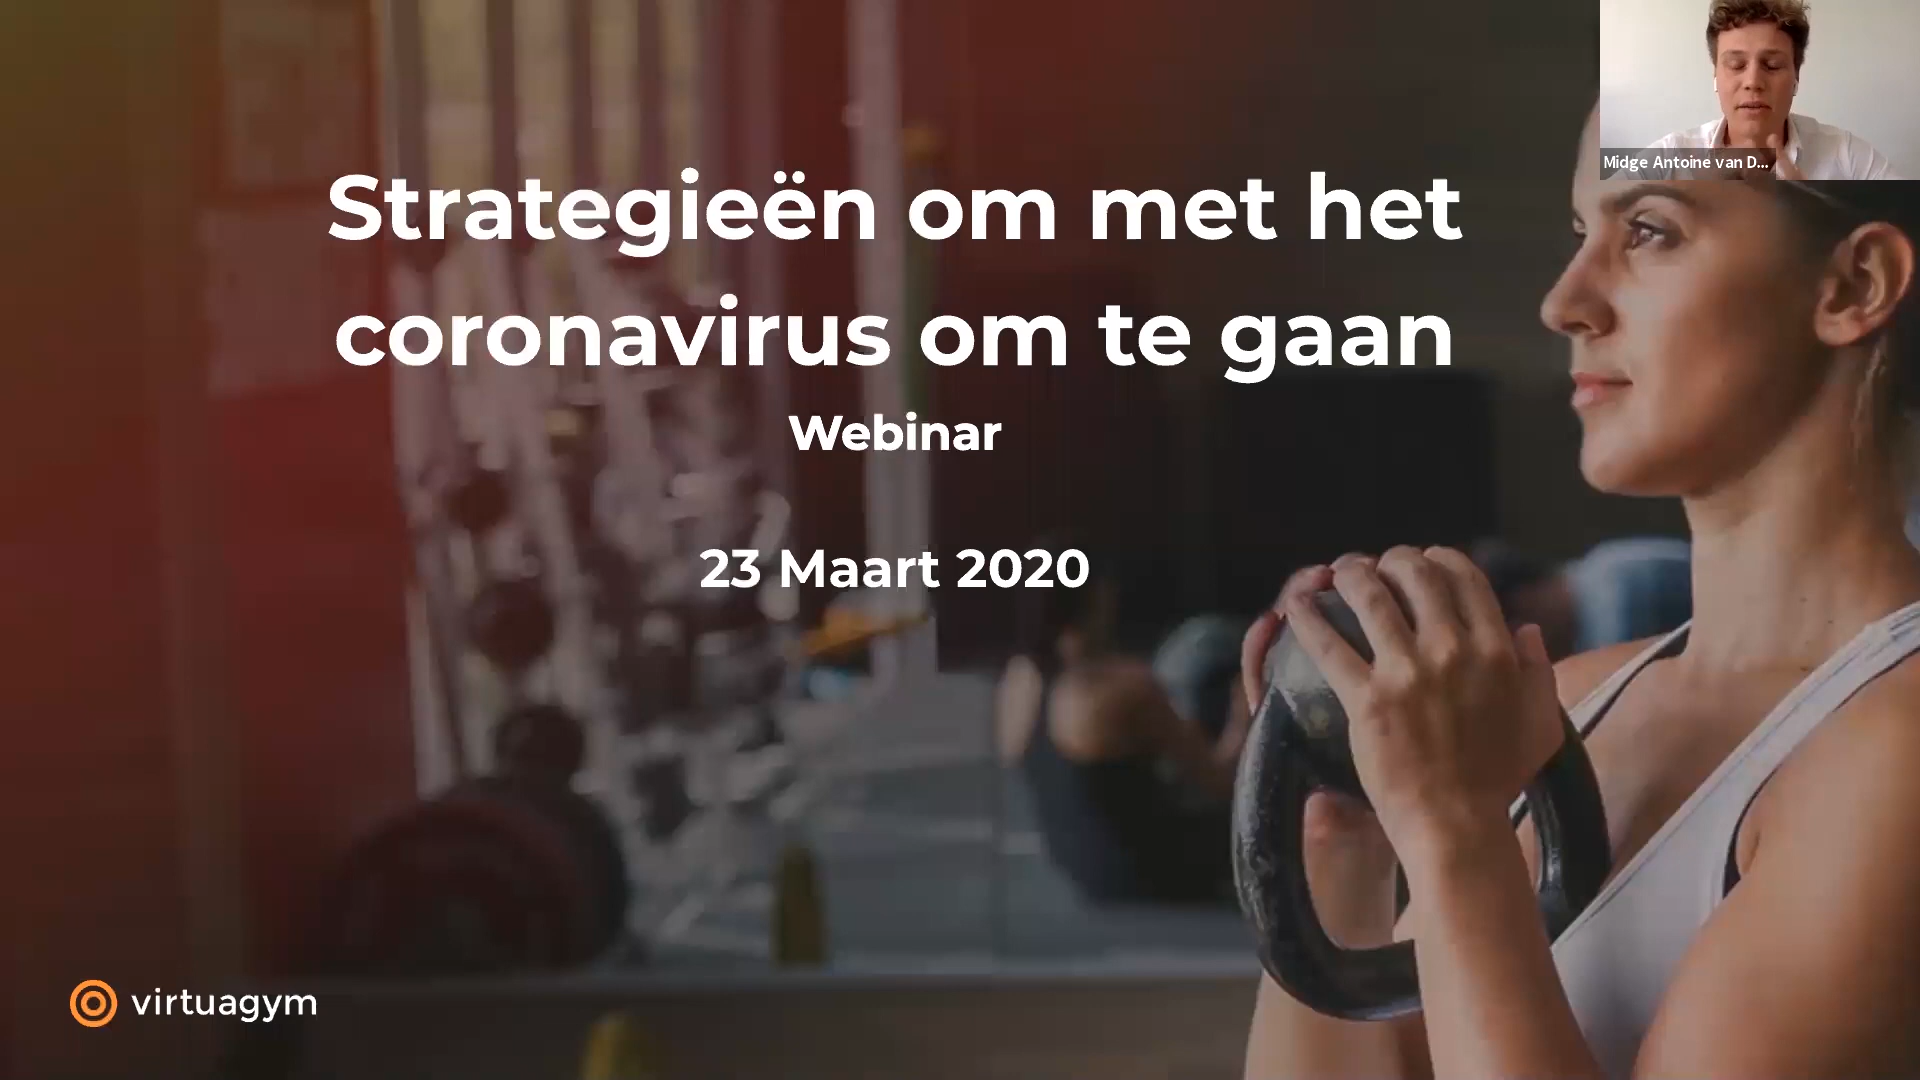 Strategieën om met het
coronavirus om te gaan
Webinar
23 Maart 2020
Midge Antoine van D...
virtuagym